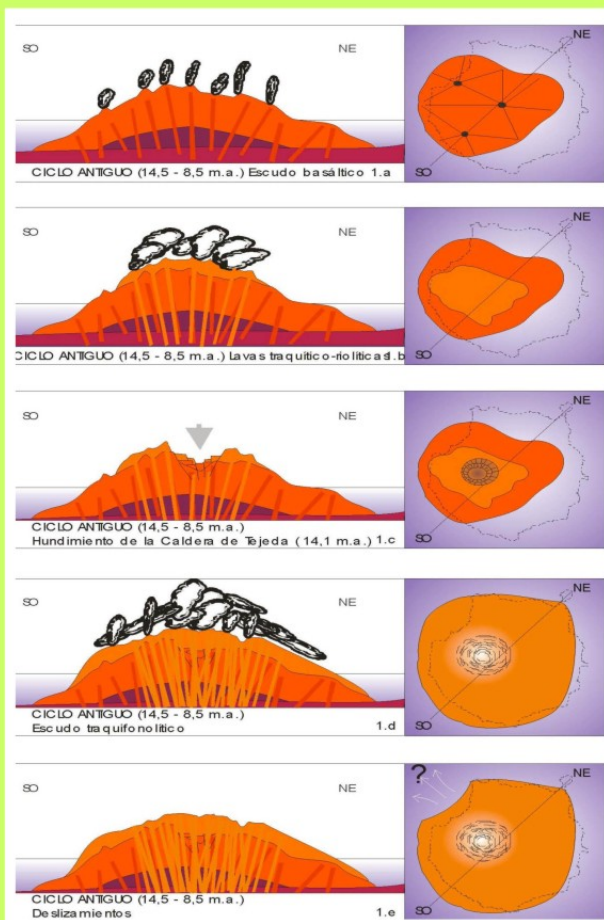 SO
NE
NE
SO
CICLO ANTIGUO (14,5 - 8,5 m.a.) Escudo basáltico 1.a
SO
NE
NE
SO
CICLO ANTIGUO (14,5 - 8,5 m.a.) Lavas traquitico-rioliticas 1.b
SO
NE
NE
SO
CICLO ANTIGUO (14,5 - 8,5 m.a.)
Hundimiento de la Caldera de Tejeda (14,1 m.a.) 1.c
SO
NE
NE
SO
CICLO ANTIGUO (14,5 - 8,5 m.a.)
Escudo traquifonolitico 1.d
SO
NE
?
NE
SO
CICLO ANTIGUO (14,5 - 8,5 m.a.)
Deslizamientos 1.e